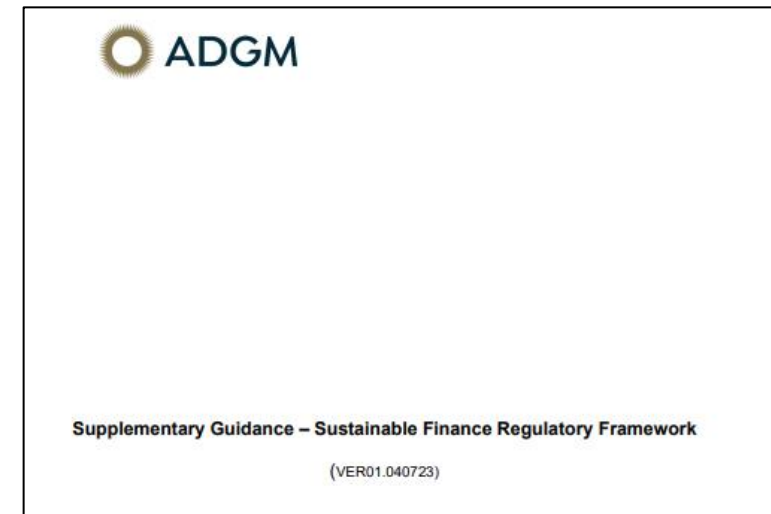 ADGM
Supplementary Guidance – Sustainable Finance Regulatory Framework
(VER01.040723)